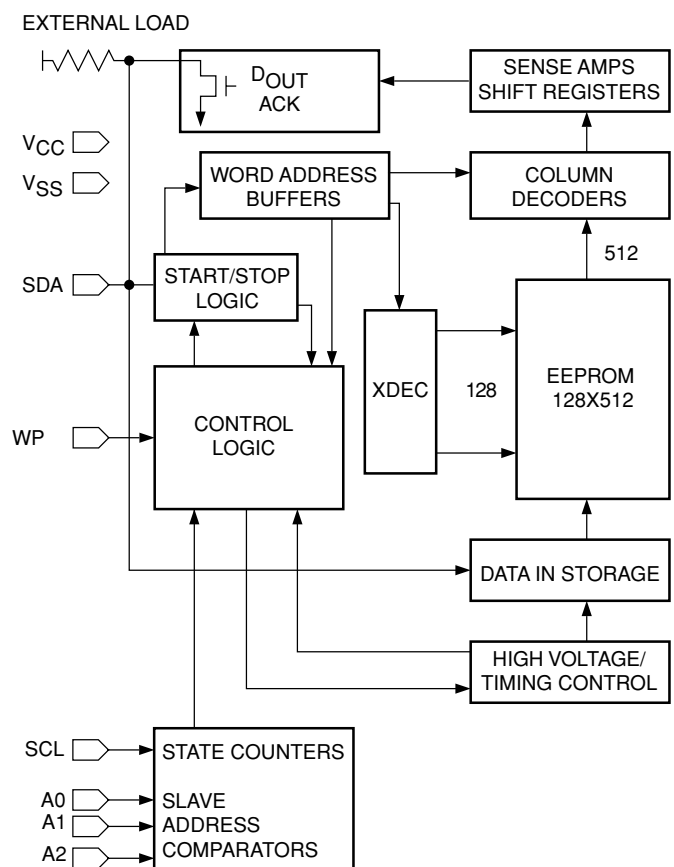 EXTERNAL LOAD
DOUT
ACK
SENSE AMPS
SHIFT REGISTERS
VCC
VSS
WORD ADDRESS
BUFFERS
COLUMN
DECODERS
512
SDA
START/STOP
LOGIC
XDEC
128
EEPROM
128X512
WP
CONTROL
LOGIC
DATA IN STORAGE
HIGH VOLTAGE/
TIMING CONTROL
SCL
STATE COUNTERS
A0
SLAVE
A1
ADDRESS
A2
COMPARATORS